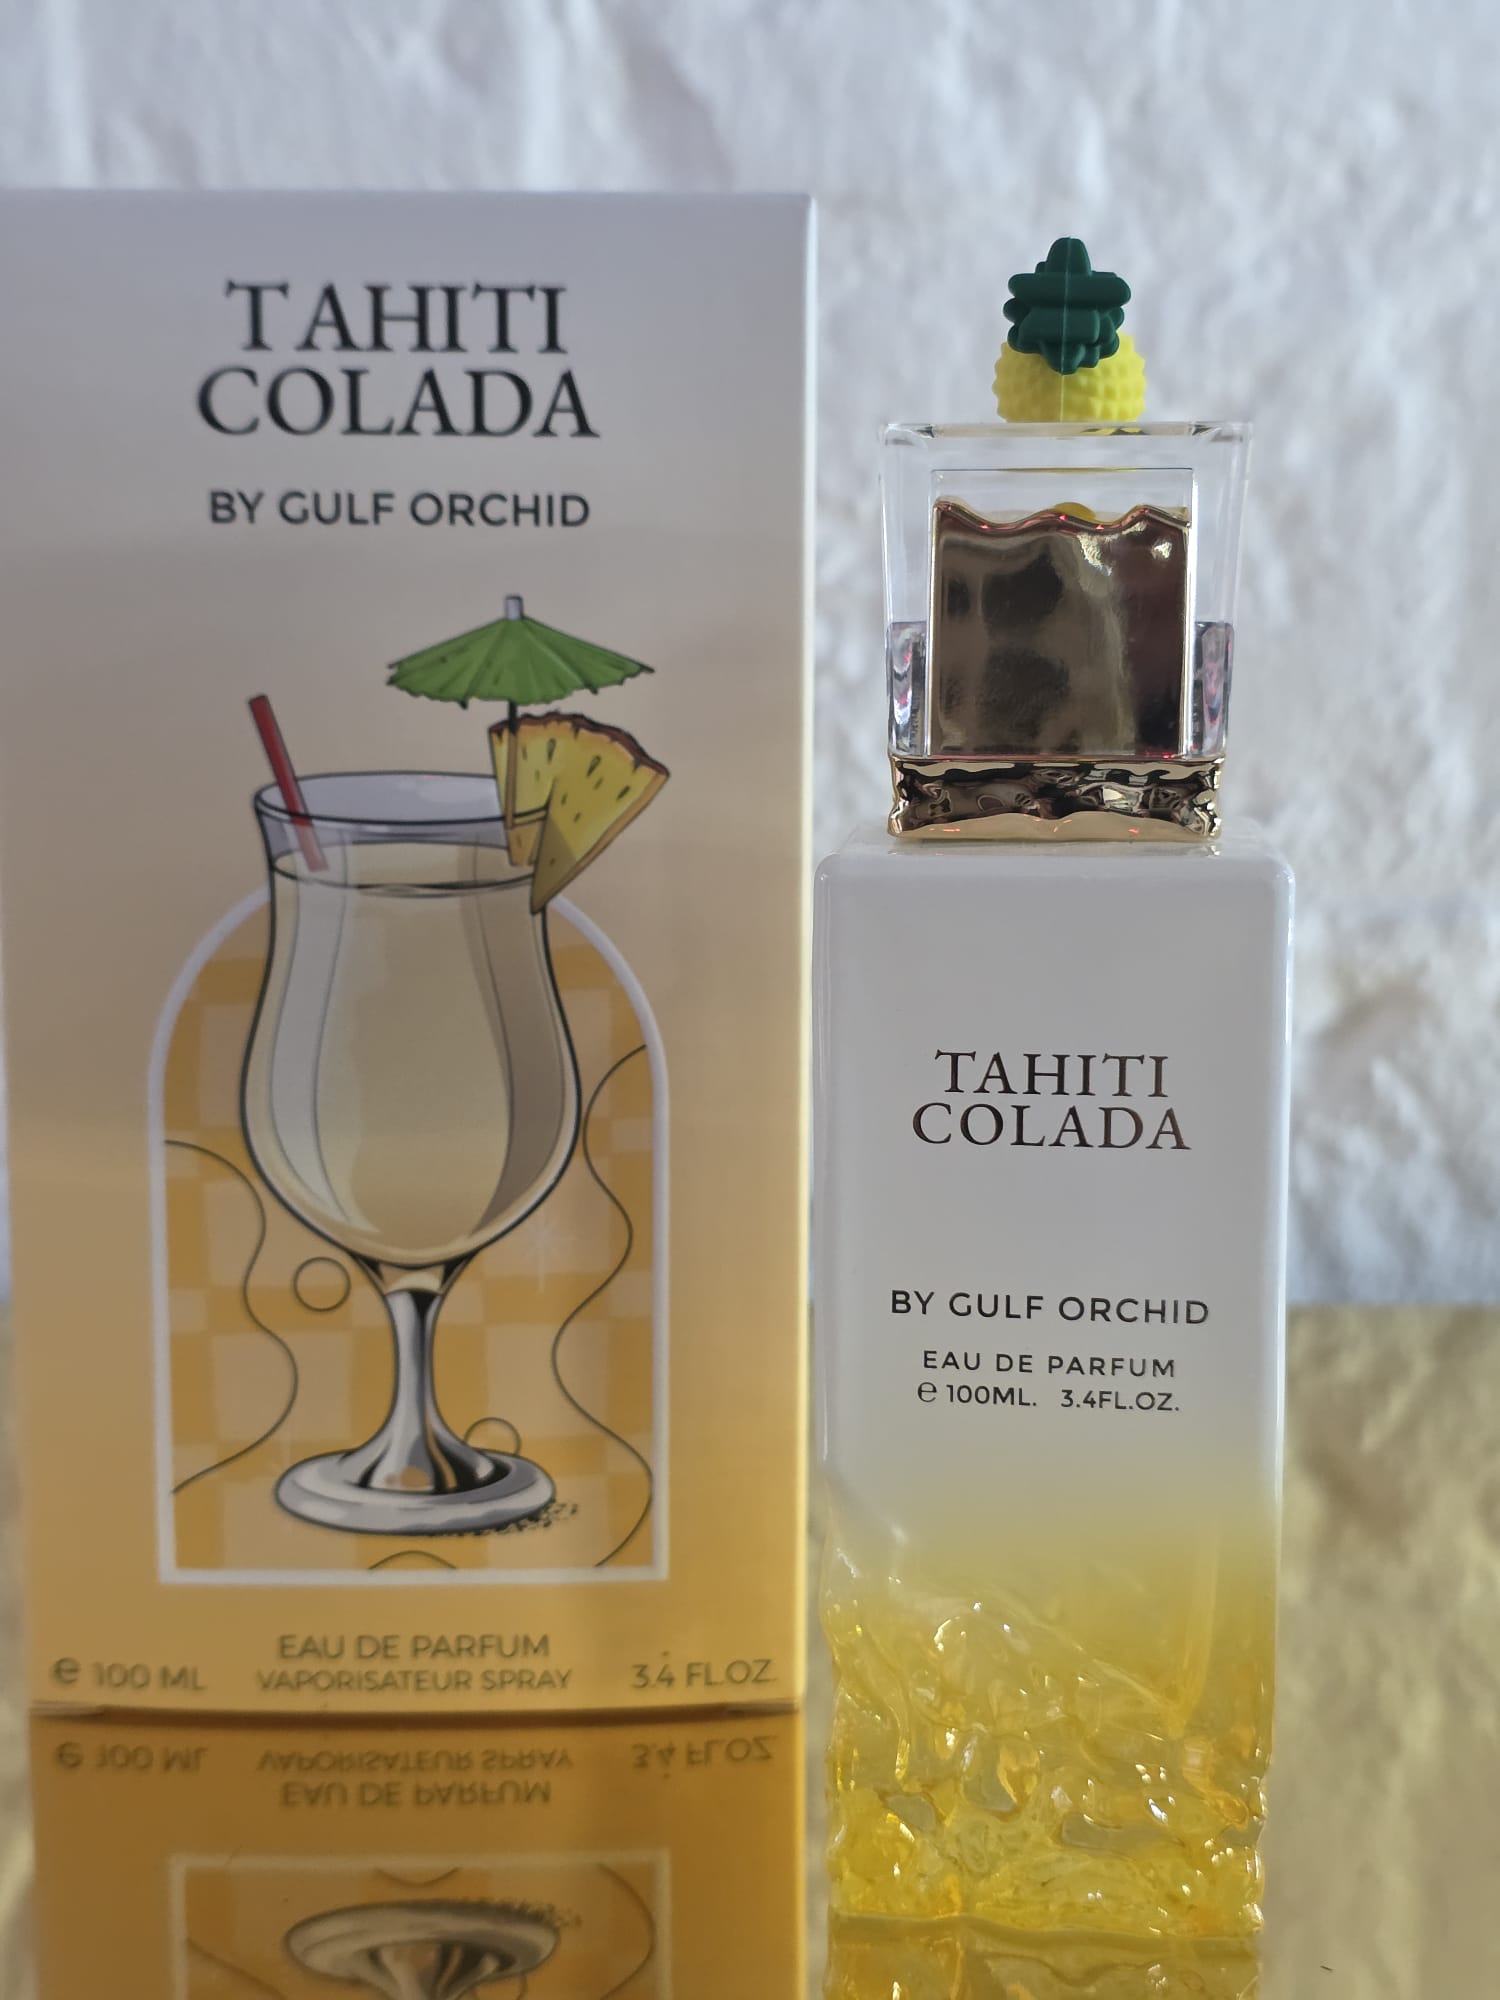 TAHITI
COLADA
BY GULF ORCHID
EAU DE PARFUM
℮ 100 ML VAPORISATEUR SPRAY 3.4 FL.OZ.
TAHITI
COLADA
BY GULF ORCHID
EAU DE PARFUM
℮ 100ML. 3.4FL.OZ.